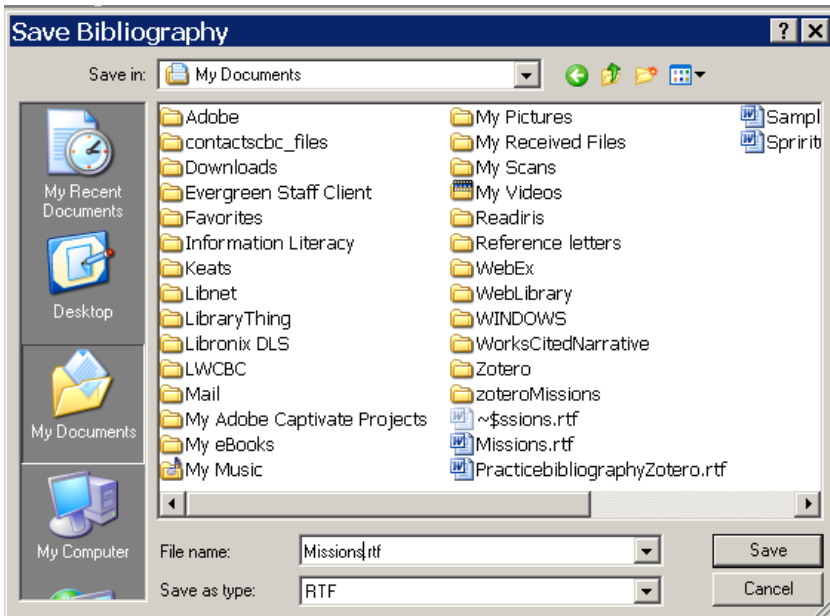 Save Bibliography
Save in: My Documents
My Recent
Documents
Desktop
My Documents
My Computer
Adobe
contactscbc_files
Downloads
Evergreen Staff Client
Favorites
Information Literacy
Keats
Libnet
LibraryThing
Libronix DLS
LWCBC
Mail
My Adobe Captivate Projects
My eBooks
My Music
My Pictures
My Received Files
My Scans
My Videos
Readiris
Reference letters
WebEx
WebLibrary
WINDOWS
WorksCitedNarrative
Zotero
zoteroMissions
~$ssions.rtf
Missions.rtf
PracticebibliographyZotero.rtf
Sampl
Spririt
File name: Missions.rtf Save
Save as type: RTF Cancel